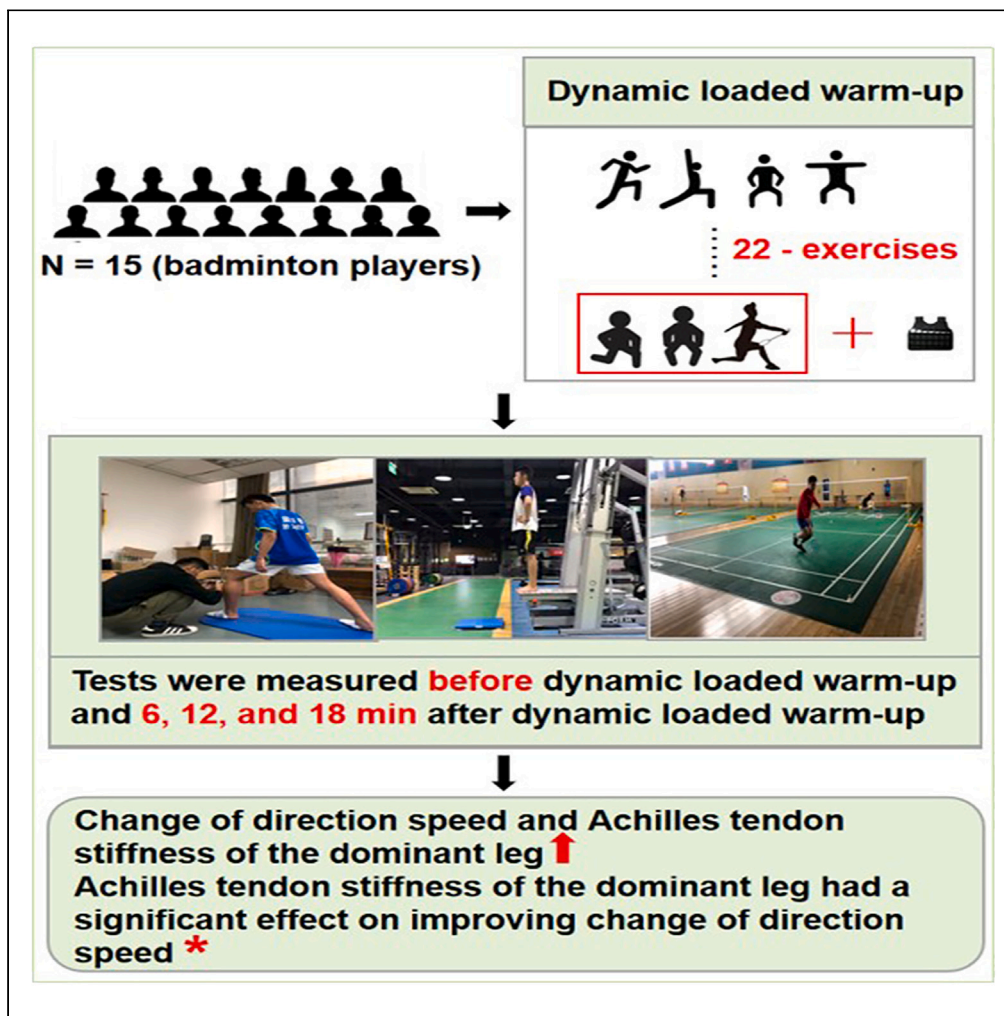 Dynamic loaded warm-up
N = 15 (badminton players)
22 - exercises
Tests were measured before dynamic loaded warm-up
and 6, 12, and 18 min after dynamic loaded warm-up
Change of direction speed and Achilles tendon
stiffness of the dominant leg
Achilles tendon stiffness of the dominant leg had a
significant effect on improving change of direction
speed *